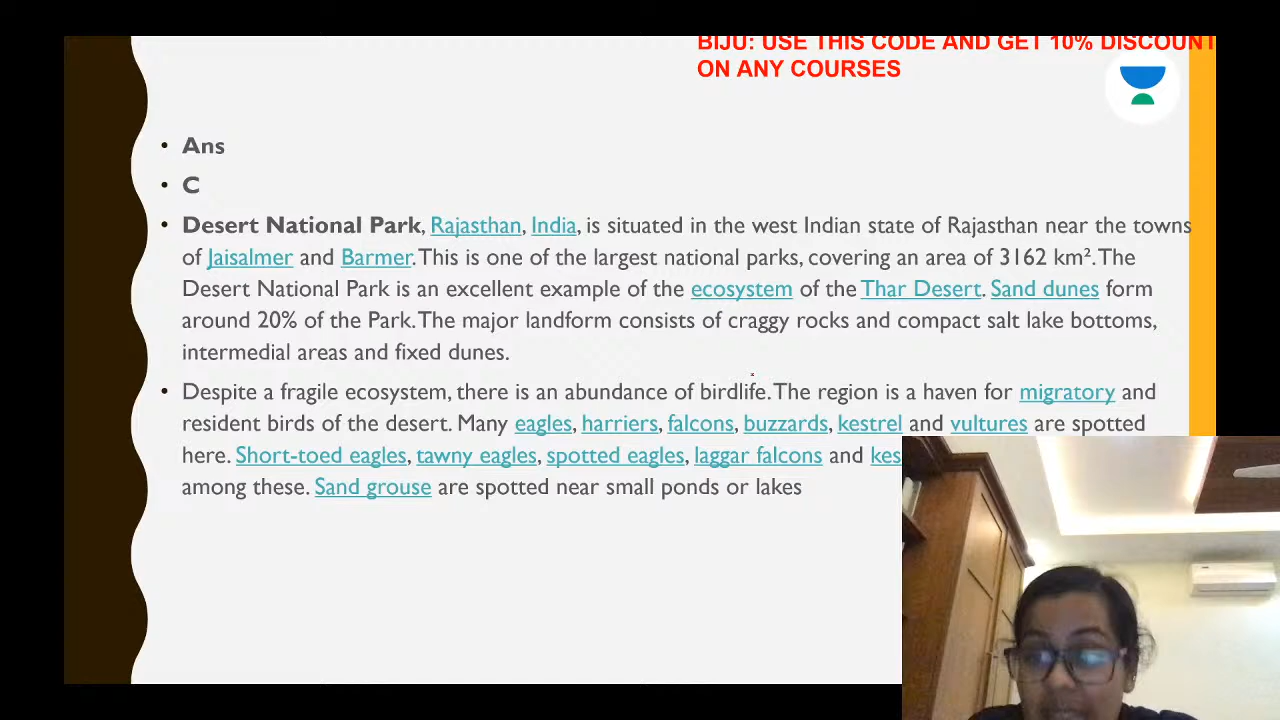 BIJU: USE THIS CODE AND GET 10% DISCOUNT
ON ANY COURSES
• Ans
• C
• Desert National Park, Rajasthan, India, is situated in the west Indian state of Rajasthan near the towns
of Jaisalmer and Barmer. This is one of the largest national parks, covering an area of 3162 km². The
Desert National Park is an excellent example of the ecosystem of the Thar Desert. Sand dunes form
around 20% of the Park. The major landform consists of craggy rocks and compact salt lake bottoms,
intermedial areas and fixed dunes.
• Despite a fragile ecosystem, there is an abundance of birdlife. The region is a haven for migratory and
resident birds of the desert. Many eagles, harriers, falcons, buzzards, kestrel and vultures are spotted
here. Short-toed eagles, tawny eagles, spotted eagles, laggar falcons and
among these. Sand grouse are spotted near small ponds or lakes